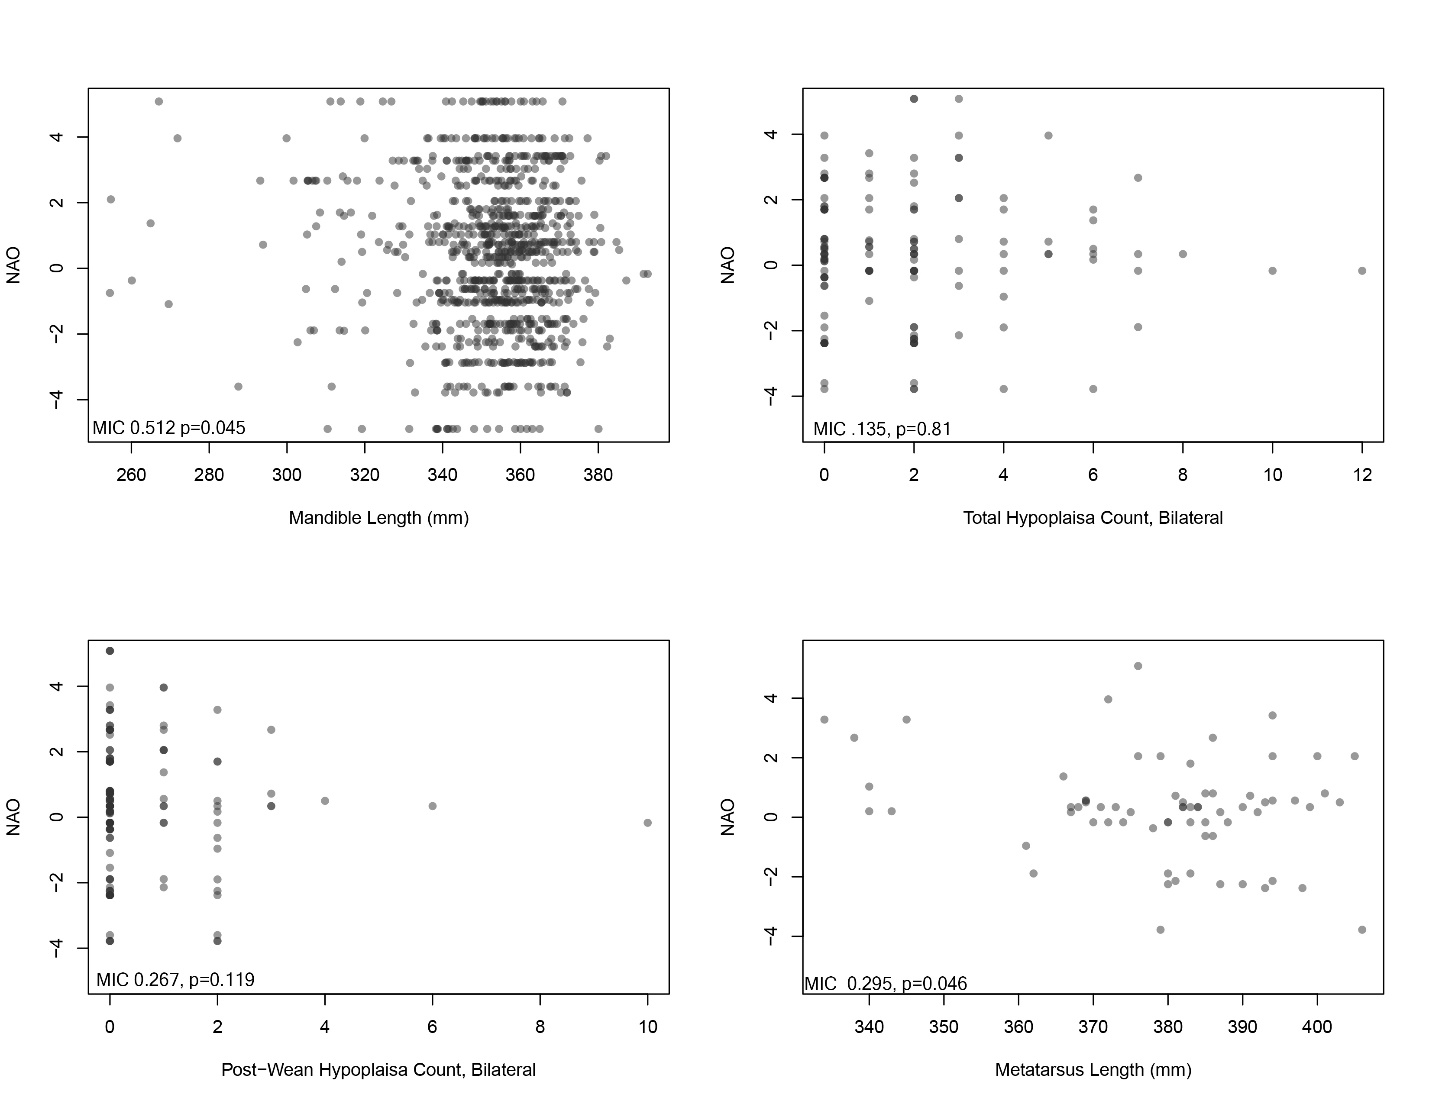 NAO
4
2
0
−2
−4
MIC 0.512 p=0.045
260 280 300 320 340 360 380
Mandible Length (mm)
NAO
4
2
0
−2
−4
MIC .135, p=0.81
0 2 4 6 8 10 12
Total Hypoplaisa Count, Bilateral
NAO
4
2
0
−2
−4
MIC 0.267, p=0.119
0 2 4 6 8 10
Post−Wean Hypoplaisa Count, Bilateral
NAO
4
2
0
−2
−4
MIC  0.295, p=0.046
340 350 360 370 380 390 400
Metatarsus Length (mm)